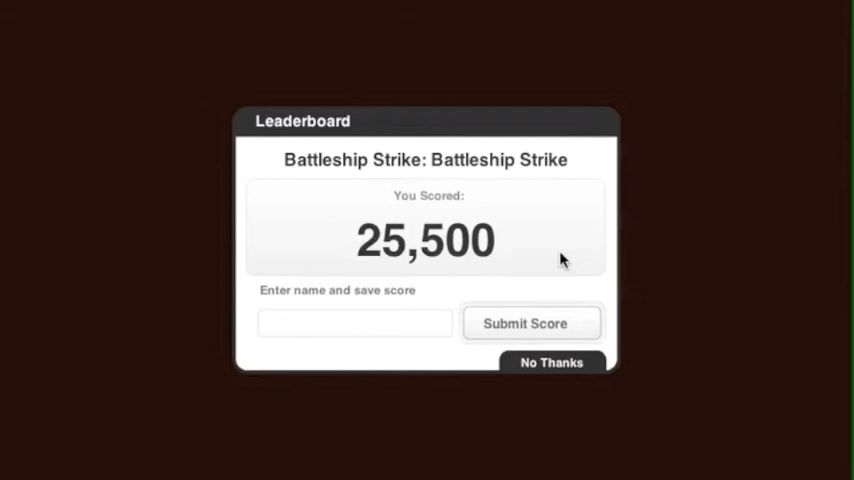 Leaderboard
Battleship Strike: Battleship Strike
You Scored:
25,500
Enter name and save score
Submit Score
No Thanks